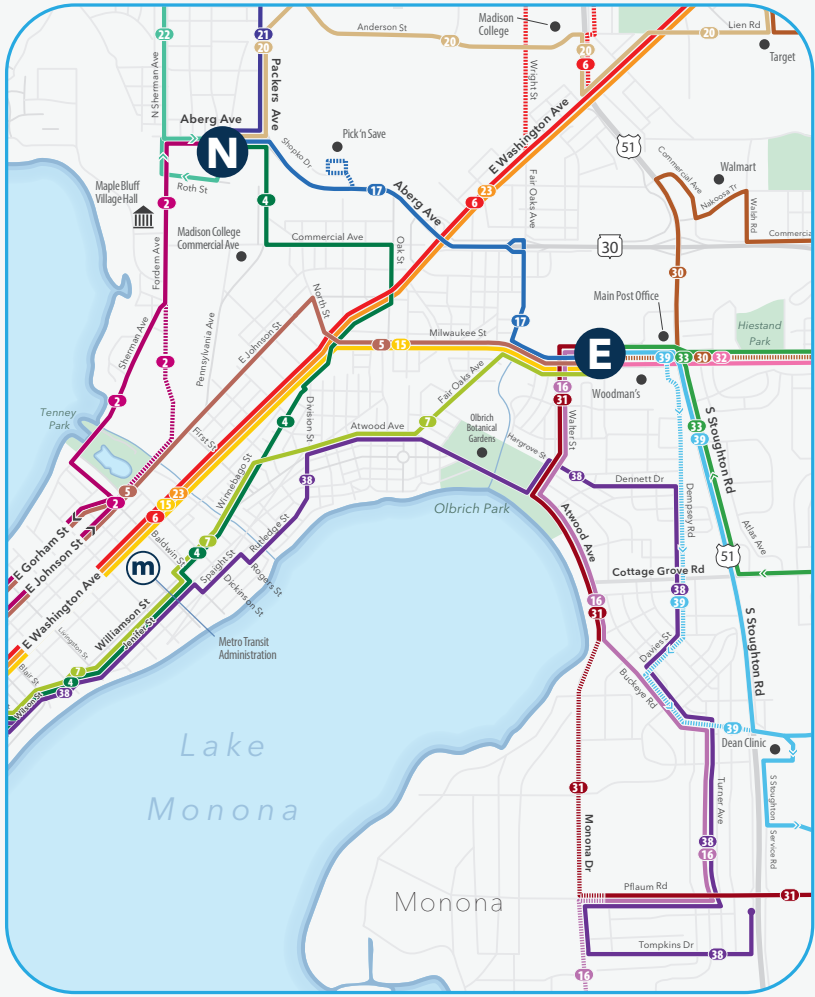 Madison
College
22
21
20
Anderson St
20
20
6
20
Lien Rd
Target
N Sherman Ave
Packers Ave
Wright St
Aberg Ave
N
Shopko Dr
Pick'n Save
E Washington Ave
51
Commercial Ave
Walmart
Nakoosa Tr
Walsh Rd
Commercia
Roth St
Maple Bluff
Village Hall
2
4
17
Aberg Ave
6
23
Fair Oaks Ave
Madison College
Commercial Ave
Commercial Ave
Oak St
30
30
Fordem Ave
Main Post Office
North St
17
Hiestand
Park
Sherman Ave
Pennsylvania Ave
E Johnson St
Milwaukee St
5
15
E
39
33
30
32
2
Woodman's
Fair Oaks Ave
16
31
2
Tenney
Park
Division St
4
Atwood Ave
7
Olbrich
Botanical
Gardens
Walter St
33
39
S Stoughton Rd
First St
Hargrove St
Winnebago St
38
38
Dennett Dr
5
2
23
15
6
Olbrich Park
Dempsey Rd
Atwood Ave
Atlas Ave
E Gorham St
E Johnson St
Baldwin St
7
4
Rutledge St
51
m
Spaight St
Rogers St
Dickinson St
Cottage Grove Rd
E Washington Ave
38
39
16
31
Williamson St
Jenifer St
Livingston St
Metro Transit
Administration
S Stoughton Rd
Davies St
Blair St
7
4
38
Wilson St
Buckeye Rd
Lake
Monona
39
Dean Clinic
S Stoughton
Service Rd
Turner Ave
31
Monona Dr
38
16
Pflaum Rd
31
Monona
Tompkins Dr
38
16